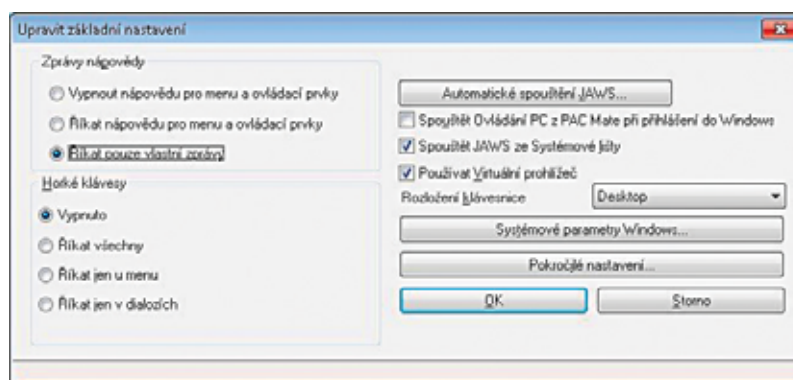 Upravit základní nastavení
Zprávy nápovědy
Vypnout nápovědu pro menu a ovládací prvky
Říkat nápovědu pro menu a ovládací prvky
Říkat pouze vlastní zprávy
Horké klávesy
Vypnuto
Říkat všechny
Říkat jen u menu
Říkat jen v dialozích
Automatické spouštění JAWS...
Spouštět Ovládání PC z PAC Mate při přihlášení do Windows
Spouštět JAWS ze Systémové lišty
Používat Virtuální prohlížeč
Rozložení klávesnice Desktop
Systémové parametry Windows...
Pokročilé nastavení...
OK Storno